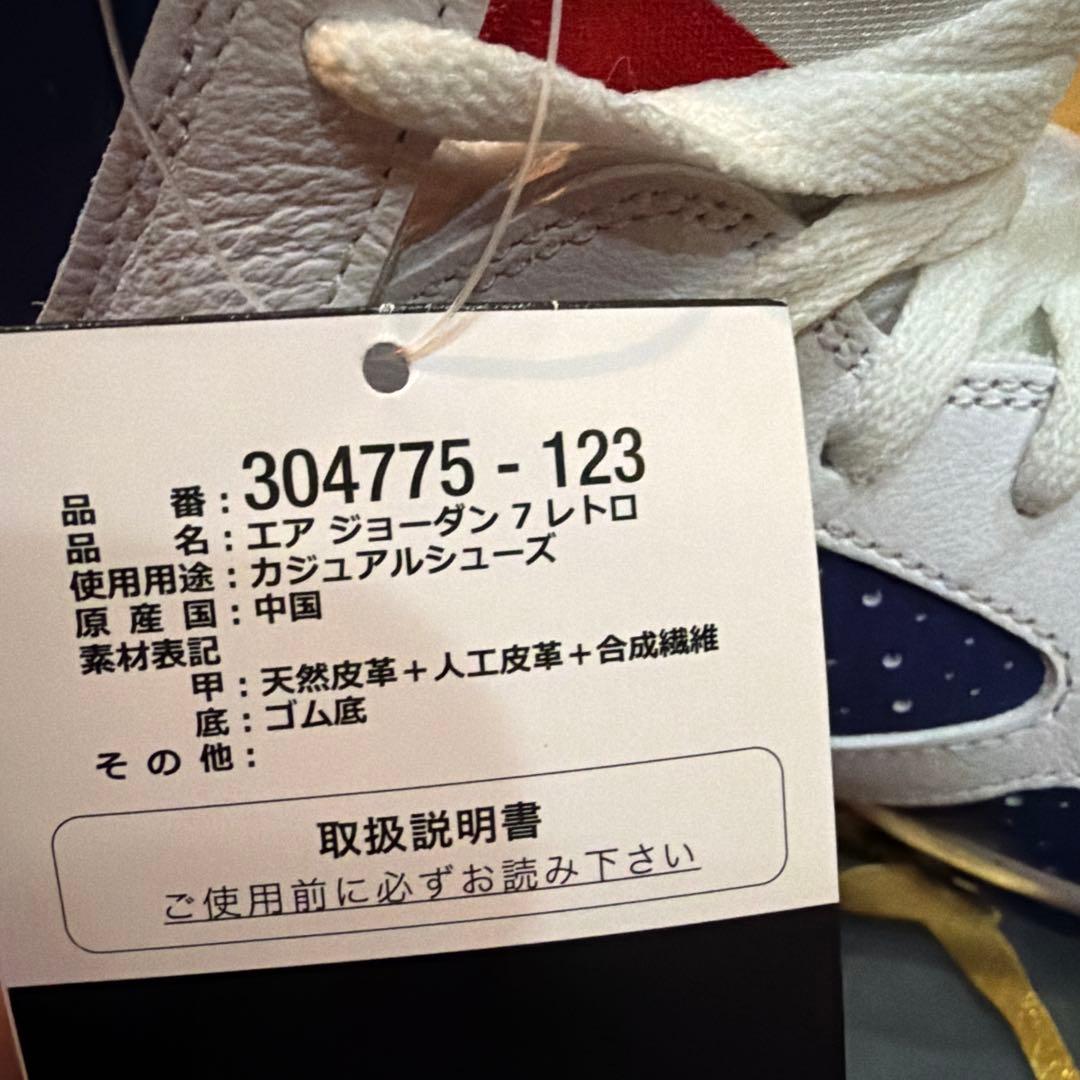 品番：304775-123
品名：エア ジョーダン 7 レトロ
使用用途：カジュアルシューズ
原産国：中国
素材表記
甲：天然皮革＋人工皮革＋合成繊維
底：ゴム底
その他：
取扱説明書
ご使用前に必ずお読み下さい